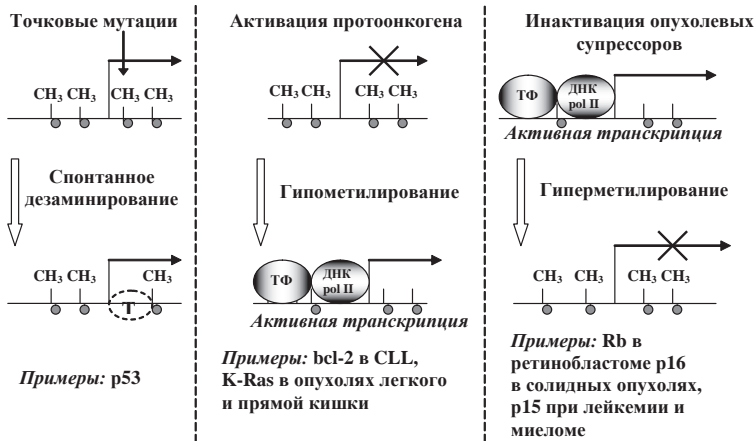 Точковые мутации
CH₃ CH₃ CH₃ CH₃
Спонтанное
дезаминирование
CH₃ CH₃ CH₃
Т
Примеры: p53
Активация протоонкогена
CH₃ CH₃ CH₃ CH₃
Гипометилирование
ТФ
ДНК
pol II
Активная транскрипция
Примеры: bcl-2 в CLL,
K-Ras в опухолях легкого
и прямой кишки
Инактивация опухолевых
супрессоров
ТФ
ДНК
pol II
Активная транскрипция
Гиперметилирование
CH₃ CH₃ CH₃ CH₃
Примеры: Rb в
ретинобластоме p16
в солидных опухолях,
p15 при лейкемии и
миеломе